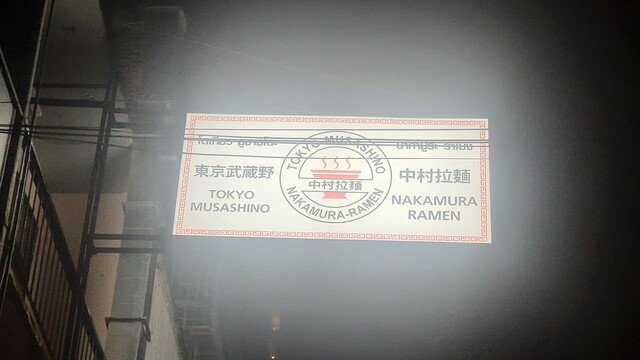 東京武蔵野
TOKYO
MUSASHINO
TOKYO MUSASHINO
中村拉麺
NAKAMURA-RAMEN
中村拉麺
NAKAMURA
RAMEN